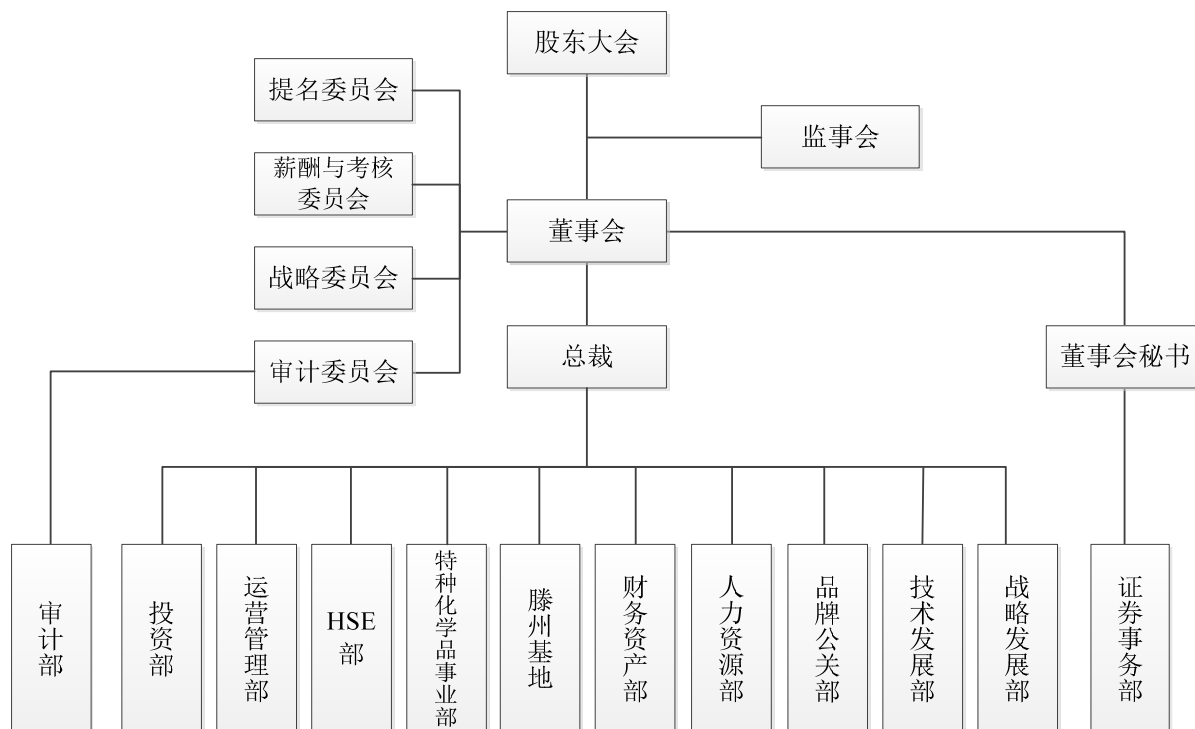 股东大会
提名委员会
监事会
薪酬与考核
委员会
董事会
战略委员会
总裁
董事会秘书
审计委员会
审计部
投资部
运营管理部
HSE
部
特种化学品事业部
滕州基地
财务资产部
人力资源部
品牌公关部
技术发展部
战略发展部
证券事务部